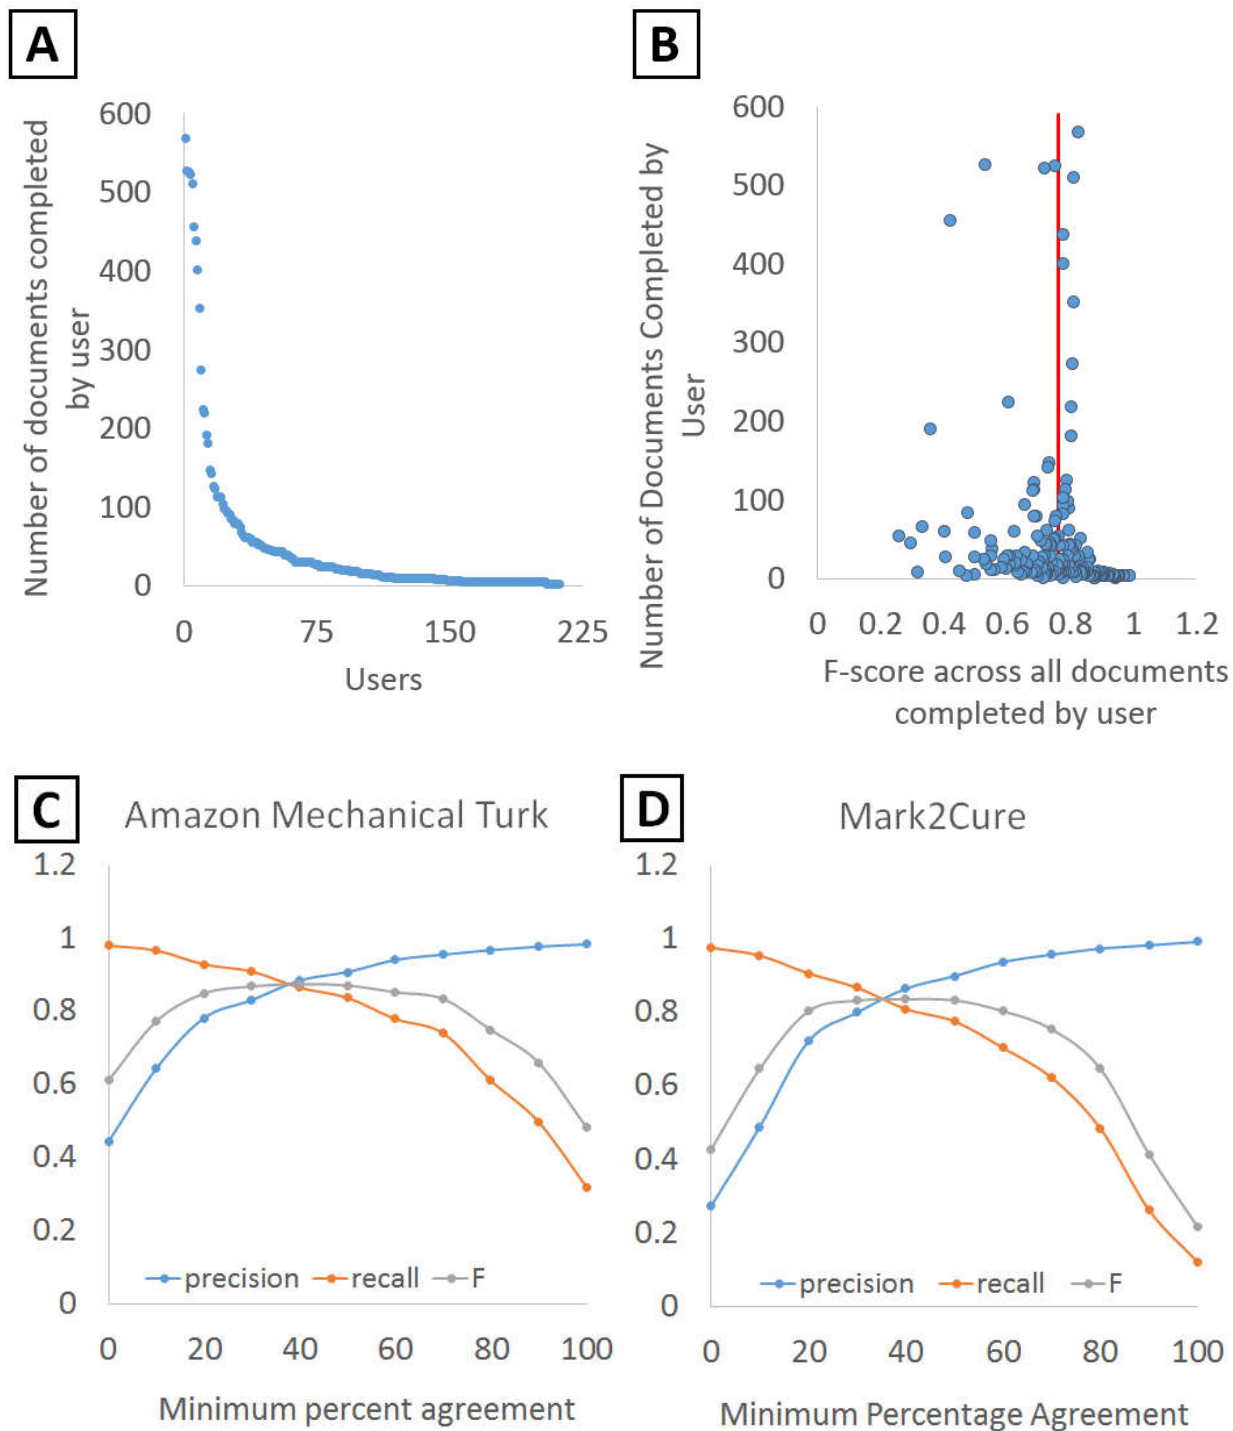 A
Number of documents completed
by user
600
500
400
300
200
100
0
0 75 150 225
Users
B
Number of Documents Completed by
User
600
500
400
300
200
100
0
0 0.2 0.4 0.6 0.8 1 1.2
F-score across all documents
completed by user
C
Amazon Mechanical Turk
1.2
1
0.8
0.6
0.4
0.2
0
precision recall F
0 20 40 60 80 100
Minimum percent agreement
D
Mark2Cure
1.2
1
0.8
0.6
0.4
0.2
0
precision recall F
0 20 40 60 80 100
Minimum Percentage Agreement